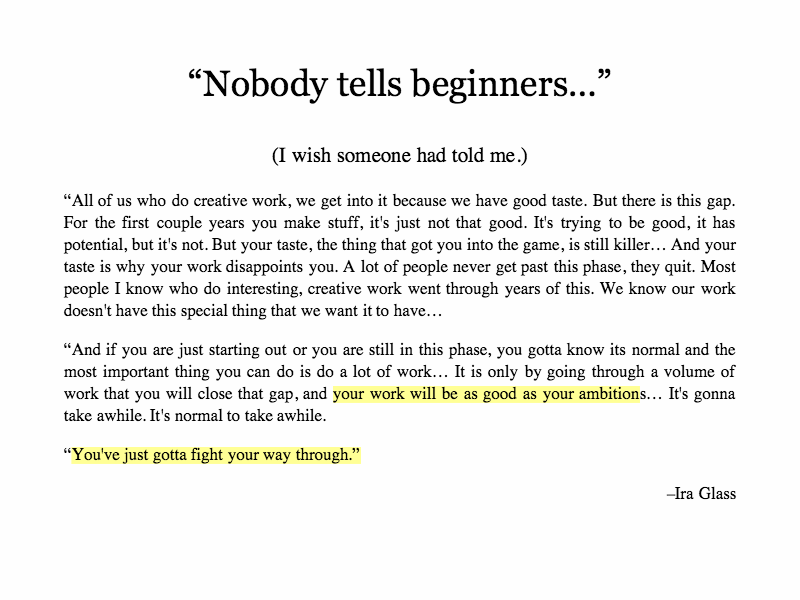 “Nobody tells beginners…”
(I wish someone had told me.)
“All of us who do creative work, we get into it because we have good taste. But there is this gap.
For the first couple years you make stuff, it's just not that good. It's trying to be good, it has
potential, but it's not. But your taste, the thing that got you into the game, is still killer… And your
taste is why your work disappoints you. A lot of people never get past this phase, they quit. Most
people I know who do interesting, creative work went through years of this. We know our work
doesn't have this special thing that we want it to have…
“And if you are just starting out or you are still in this phase, you gotta know its normal and the
most important thing you can do is do a lot of work… It is only by going through a volume of
work that you will close that gap, and your work will be as good as your ambitions… It's gonna
take awhile. It's normal to take awhile.
“You've just gotta fight your way through.”
–Ira Glass